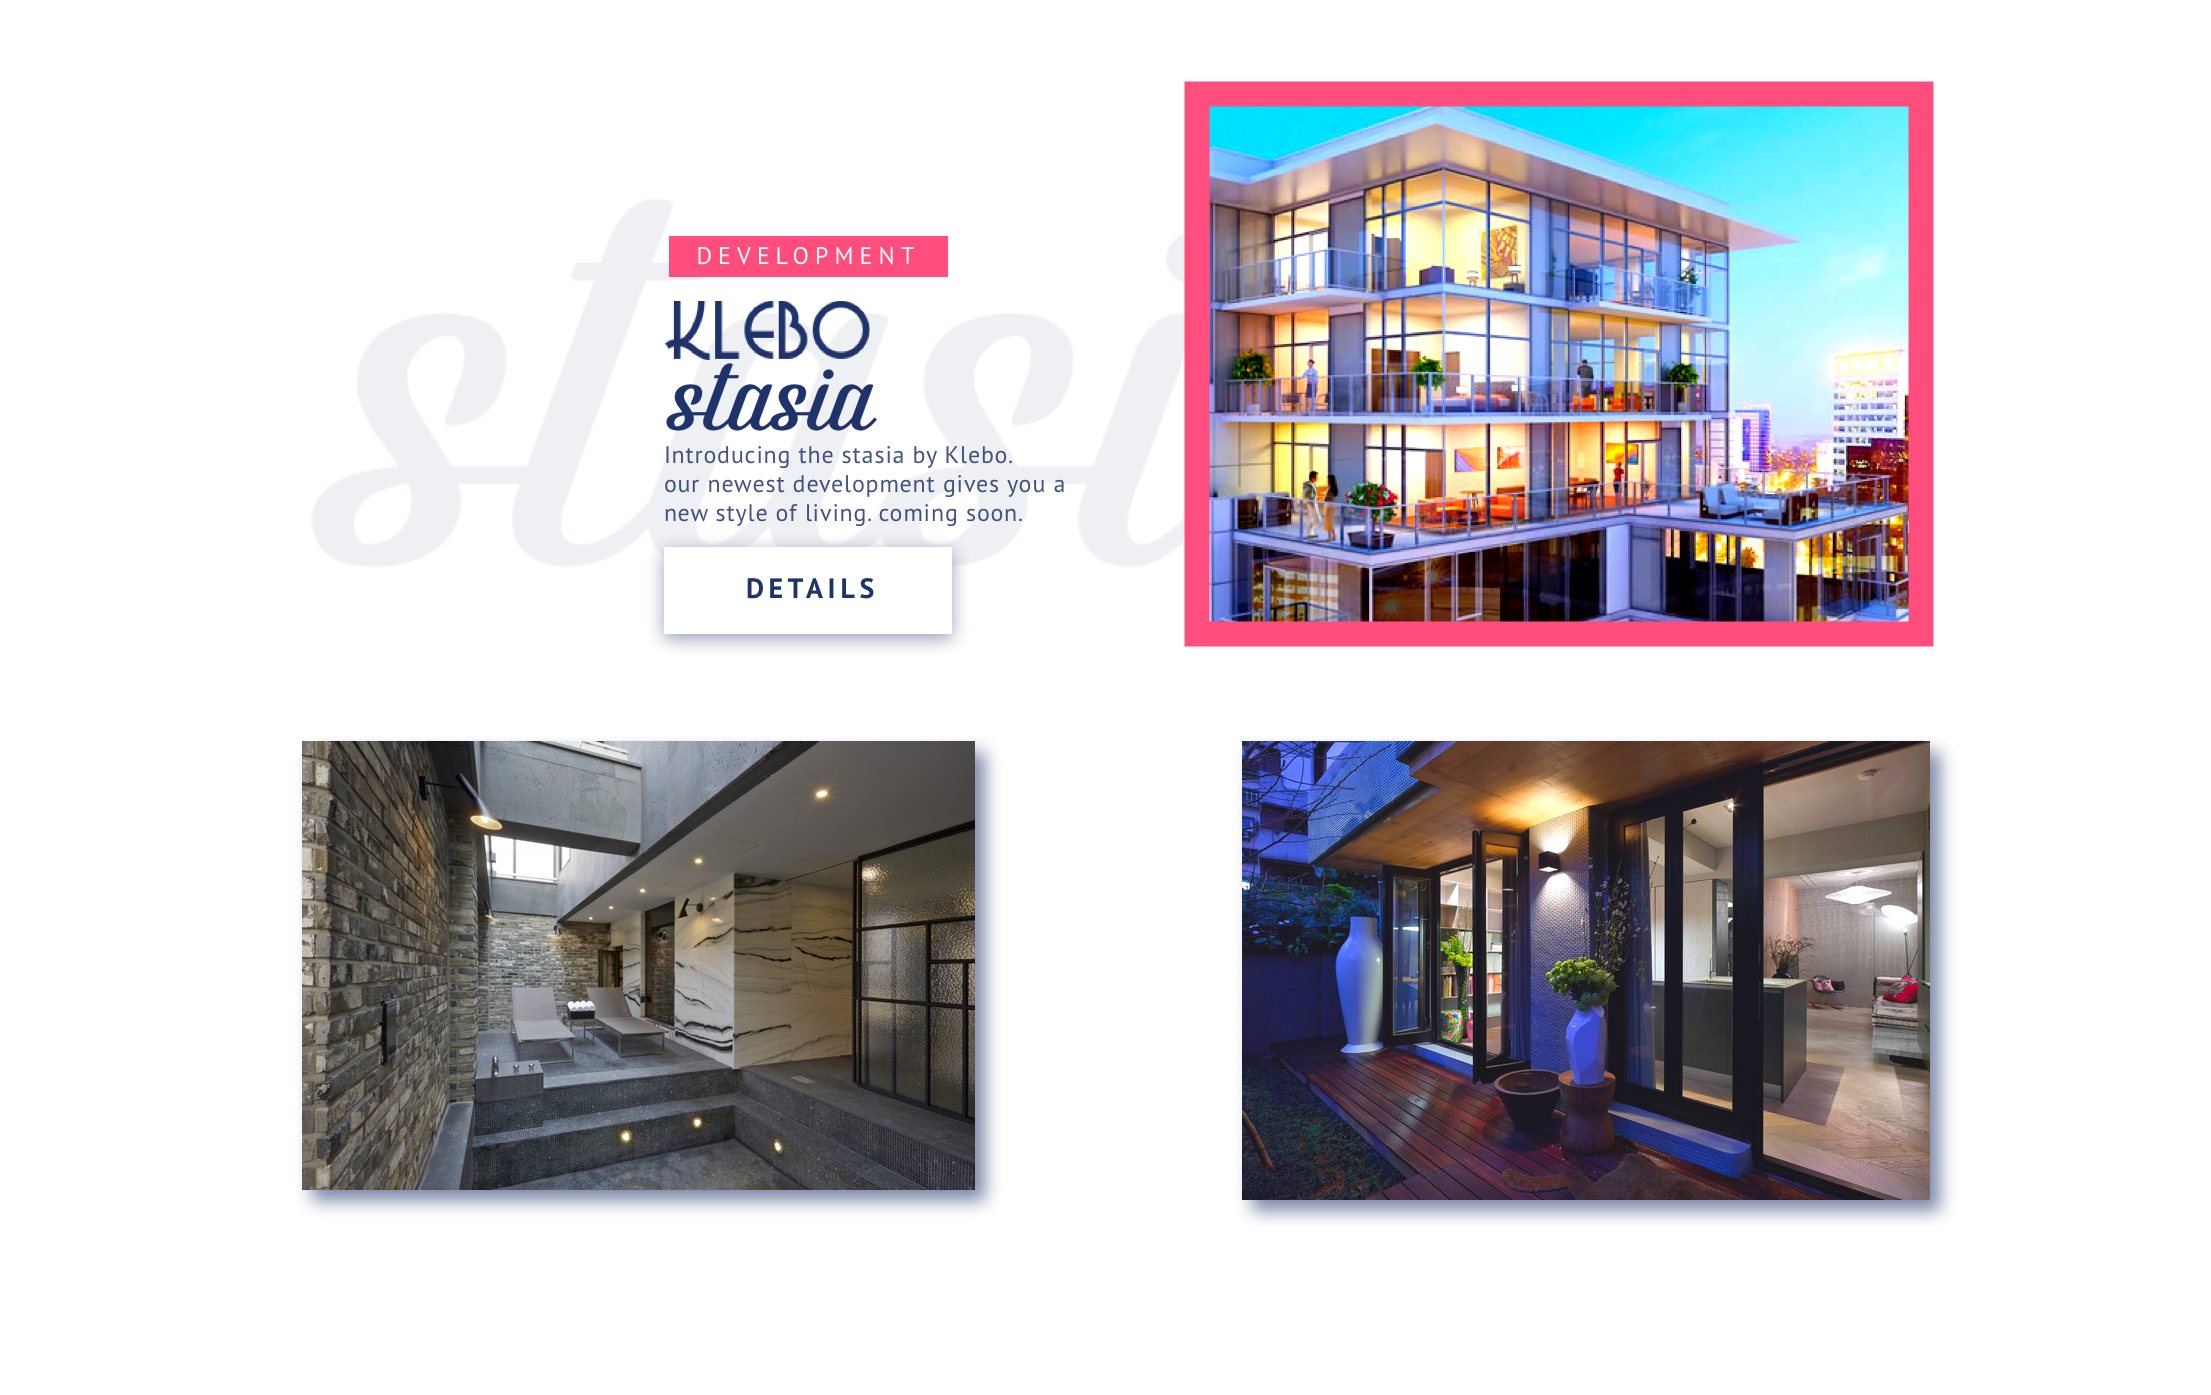 stasi
DEVELOPMENT
KLEBO
stasia
Introducing the stasia by Klebo.
our newest development gives you a
new style of living. coming soon.
DETAILS